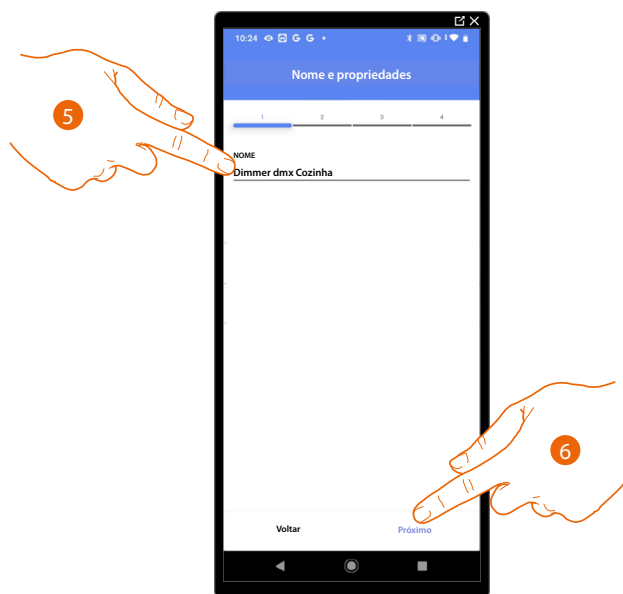 10:24 G G
Nome e propriedades
1 2 3 4
5
NOME
Dimmer dmx Cozinha
6
Voltar Próximo